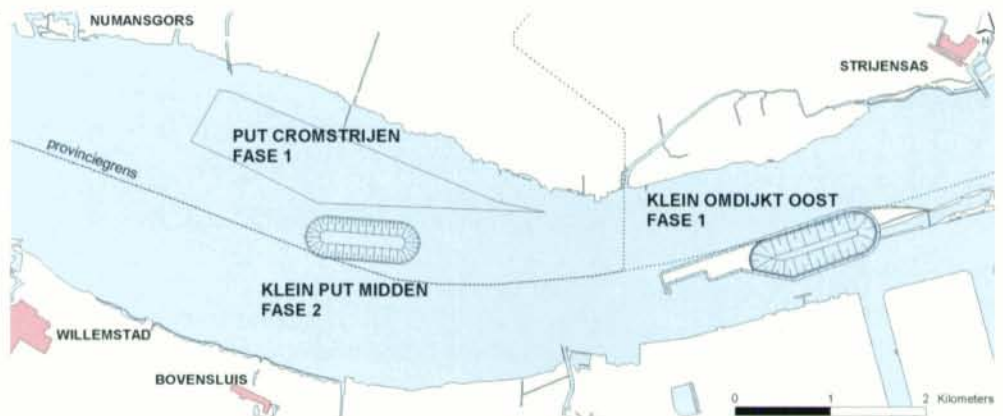 NUMANSGORS
N
STRIJENSAS
PUT CROMSTRIJEN
FASE 1
provinciegrens
KLEIN OMDIJKT OOST
FASE 1
KLEIN PUT MIDDEN
FASE 2
WILLEMSTAD
BOVENSLUIS
0 1 2 Kilometers